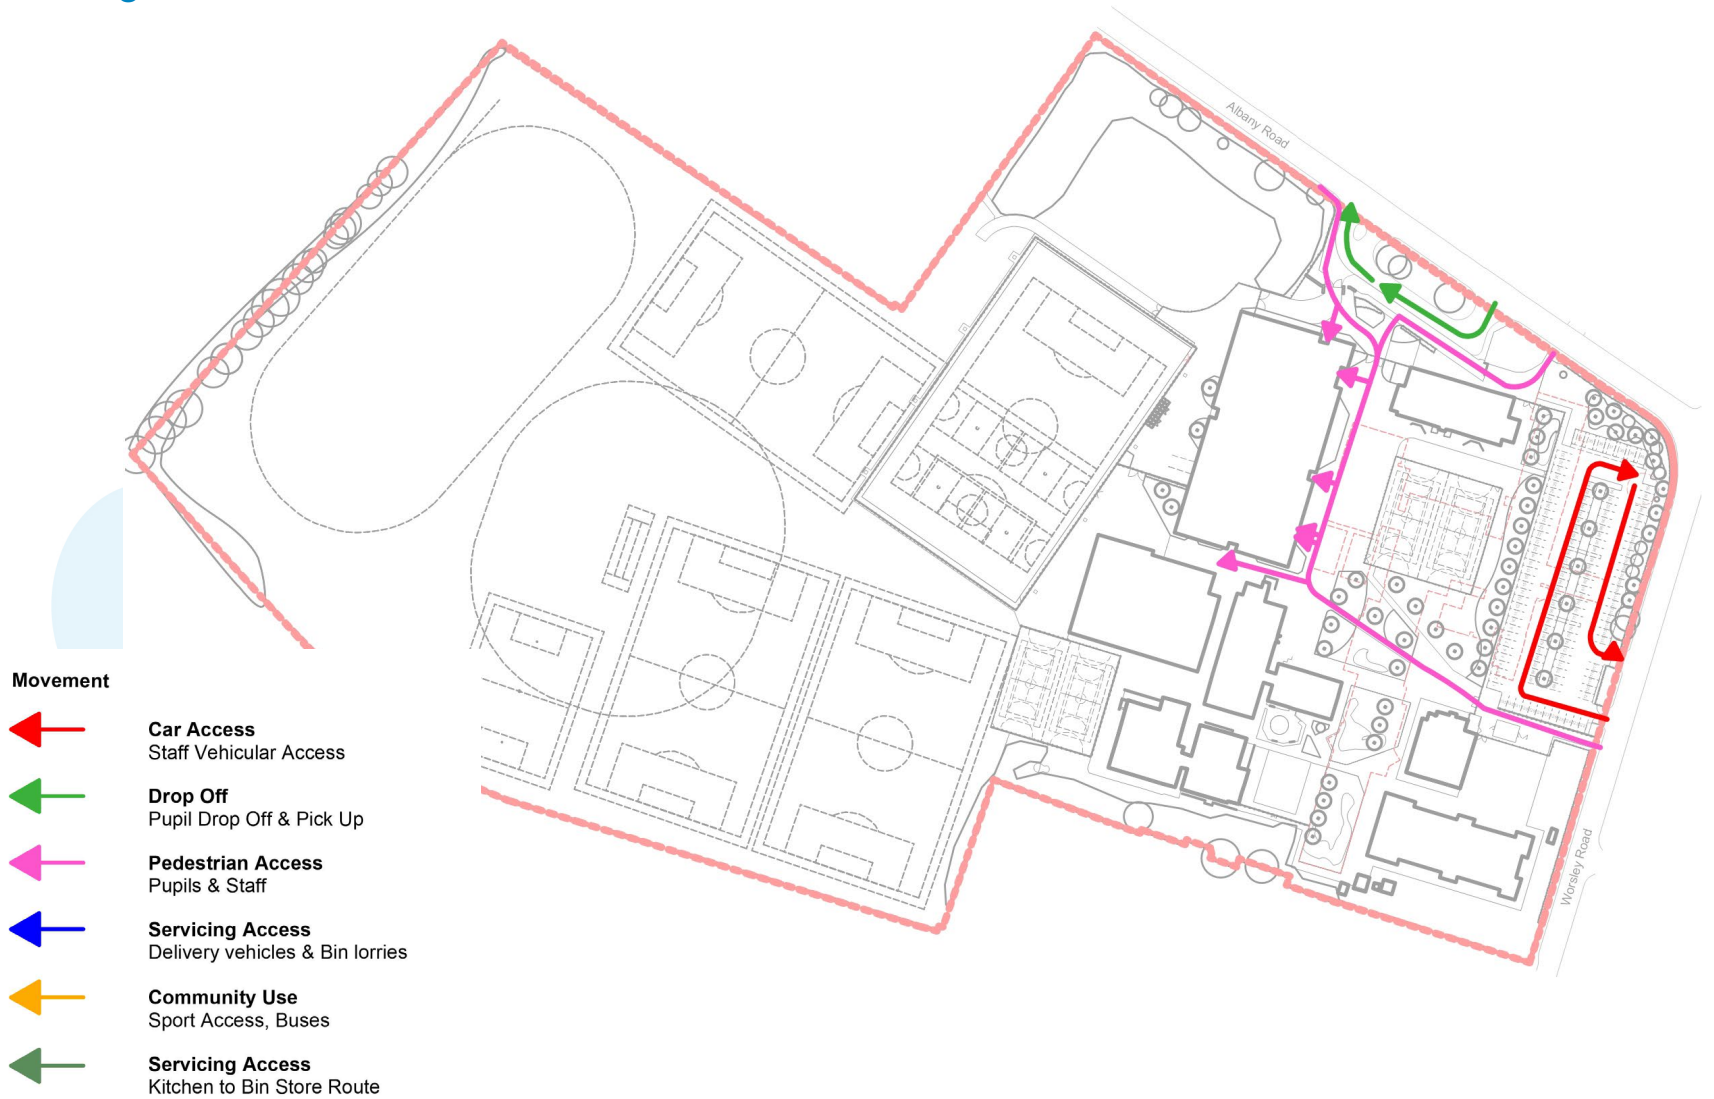 Albany Road
Worsley Road
Movement
Car Access
Staff Vehicular Access
Drop Off
Pupil Drop Off & Pick Up
Pedestrian Access
Pupils & Staff
Servicing Access
Delivery vehicles & Bin lorries
Community Use
Sport Access, Buses
Servicing Access
Kitchen to Bin Store Route